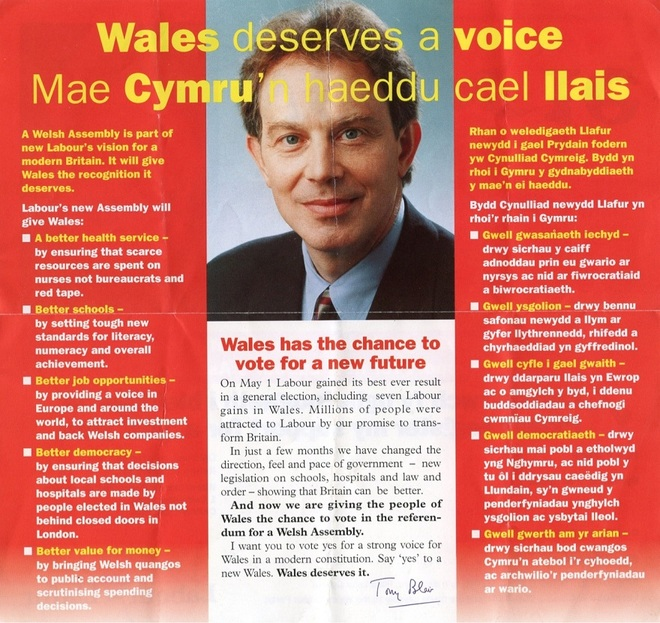 Wales deserves a voice
Mae Cymru'n haeddu cael llais
A Welsh Assembly is part of
new Labour's vision for a
modern Britain. It will give
Wales the recognition it
deserves.
Labour's new Assembly will
give Wales:
A better health service –
by ensuring that scarce
resources are spent on
nurses not bureaucrats and
red tape.
Better schools –
by setting tough new
standards for literacy,
numeracy and overall
achievement.
Better job opportunities –
by providing a voice in
Europe and around the
world, to attract investment
and back Welsh companies.
Better democracy –
by ensuring that decisions
about local schools and
hospitals are made by
people elected in Wales not
behind closed doors in
London.
Better value for money –
by bringing Welsh quangos
to public account and
scrutinising spending
decisions.
Wales has the chance to
vote for a new future
On May 1 Labour gained its best ever result
in a general election, including seven Labour
gains in Wales. Millions of people were
attracted to Labour by our promise to trans-
form Britain.
In just a few months we have changed the
direction, feel and pace of government – new
legislation on schools, hospitals and law and
order – showing that Britain can be better.
And now we are giving the people of
Wales the chance to vote in the referen-
dum for a Welsh Assembly.
I want you to vote yes for a strong voice for
Wales in a modern constitution. Say 'yes' to a
new Wales. Wales deserves it.
Tony Blair
Rhan o weledigaeth Llafur
newydd i gael Prydain fodern
yw Cynulliad Cymreig. Bydd yn
rhoi i Gymru y gydnabyddiaeth
y mae'n ei haeddu.
Bydd Cynulliad newydd Llafur yn
rhoi'r rhain i Gymru:
Gwell gwasanaeth iechyd –
drwy sicrhau y caiff
adnoddau prin eu gwario ar
nyrsys ac nid ar fiwrocratiaid
a biwrocratiaeth.
Gwell ysgolion – drwy bennu
safonau newydd a llym ar
gyfer llythrennedd, rhifedd a
chyrhaeddiad yn gyffredinol.
Gwell cyfle i gael gwaith –
drwy ddarparu llais yn Ewrop
ac o amgylch y byd, i ddenu
buddsoddiadau a chefnogi
cwmnïau Cymreig.
Gwell democratiaeth – drwy
sicrhau mai pobl a etholwyd
yng Nghymru, ac nid pobl y
tu ôl i ddrysau caeëdig yn
Llundain, sy'n gwneud y
penderfyniadau ynghylch
ysgolion ac ysbytai lleol.
Gwell gwerth am yr arian –
drwy sicrhau bod cwangos
Cymru'n atebol i'r cyhoedd,
ac archwilio'r penderfyniadau
ar wario.